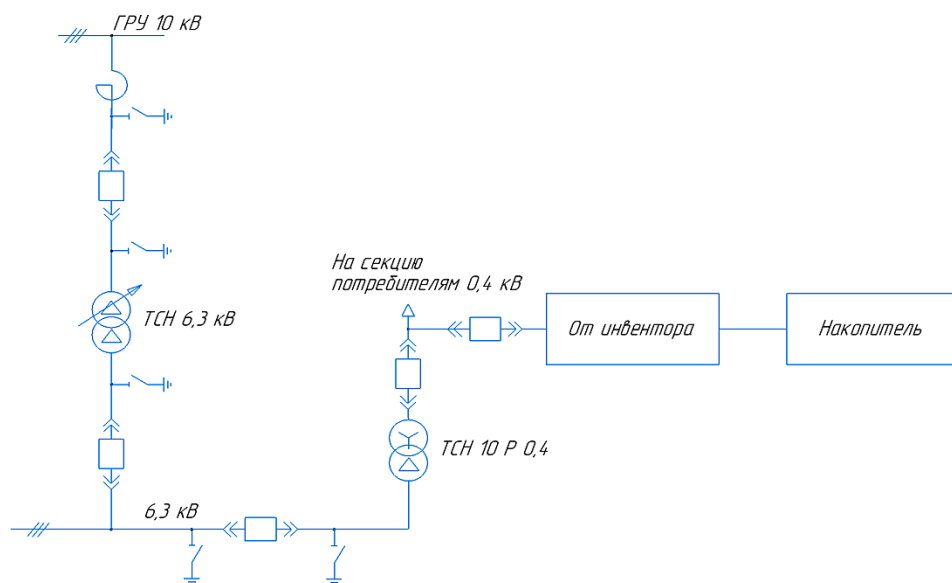 ГРУ 10 кВ
ТСН 6,3 кВ
На секцию
потребителям 0,4 кВ
От инвентора
Накопитель
ТСН 10 Р 0,4
6,3 кВ